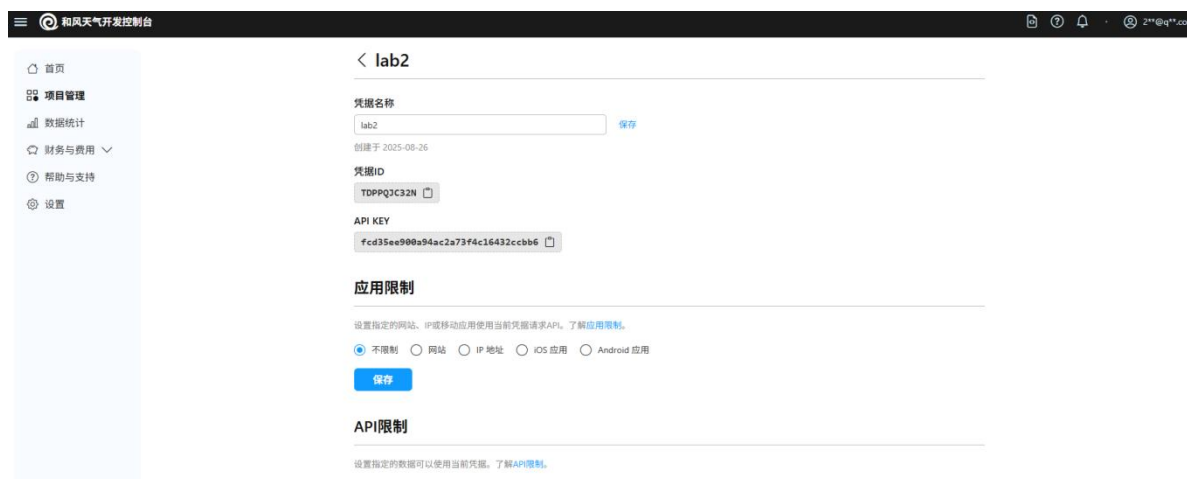 和风天气开发控制台
2**@q**.co
首页
项目管理
数据统计
财务与费用
帮助与支持
设置
lab2
凭据名称
lab2 保存
创建于 2025-08-26
凭据ID
TDPPQJC32N
API KEY
fcd35ee900a94ac2a73f4c16432ccbb6
应用限制
设置指定的网站、IP或移动应用使用当前凭据请求API。了解应用限制。
不限制 网站 IP 地址 iOS 应用 Android 应用
保存
API限制
设置指定的数据可以使用当前凭据。了解API限制。